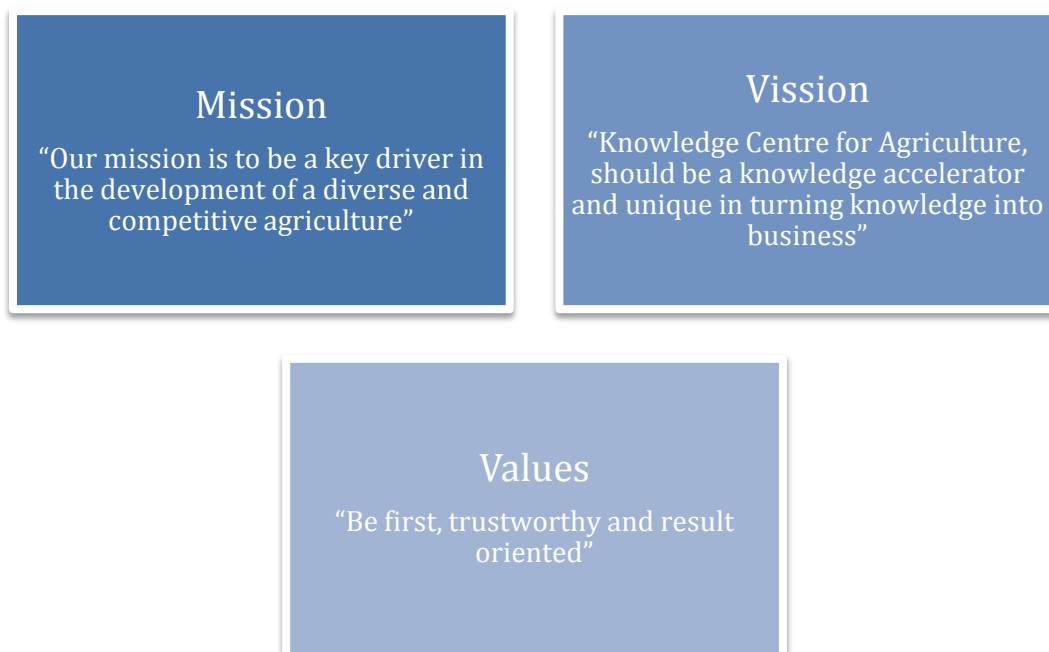 Mission
“Our mission is to be a key driver in
the development of a diverse and
competitive agriculture”
Vission
“Knowledge Centre for Agriculture,
should be a knowledge accelerator
and unique in turning knowledge into
business”
Values
“Be first, trustworthy and result
oriented”